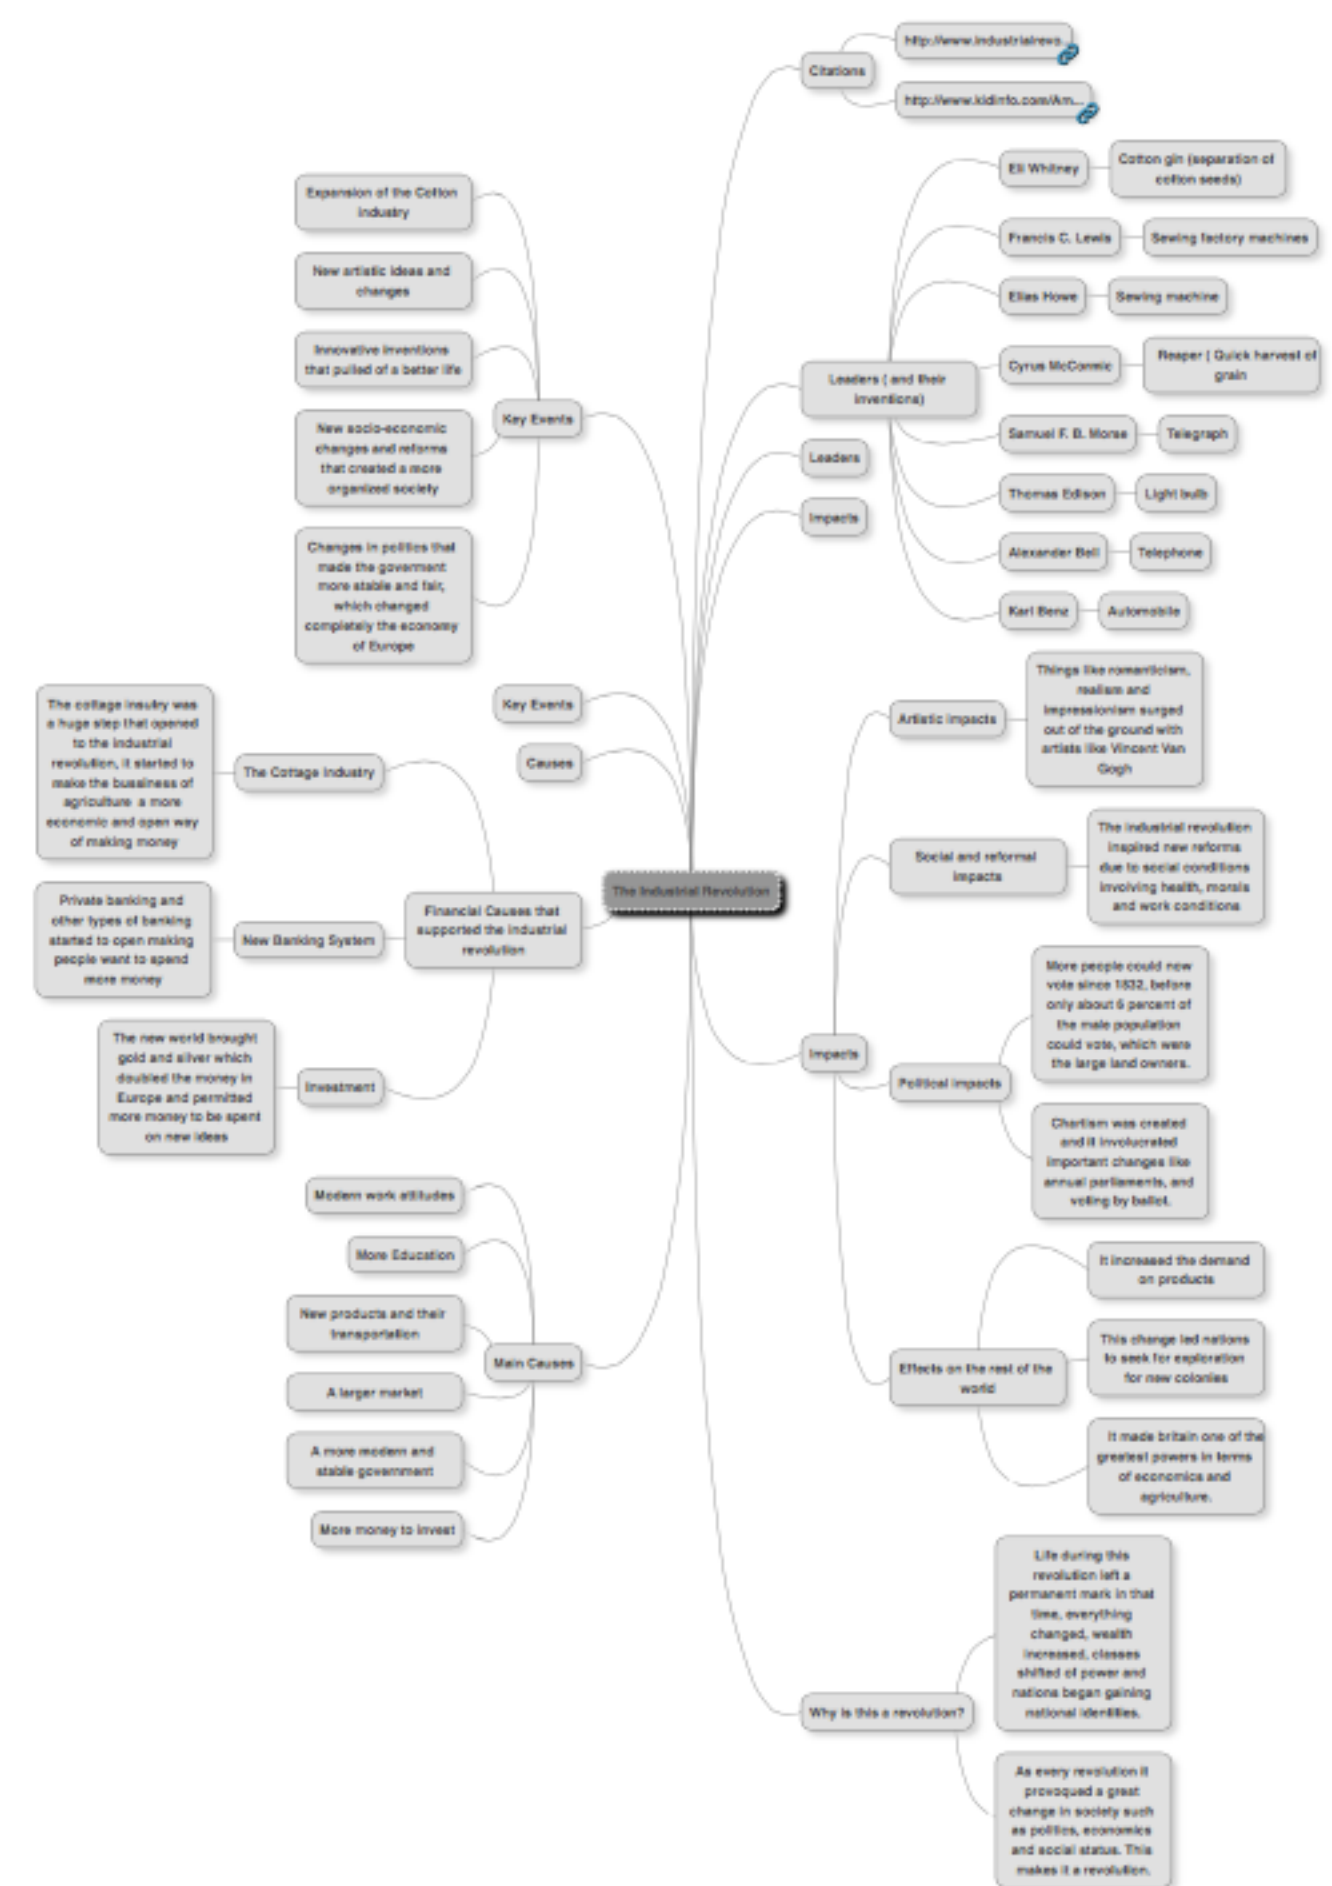 http://www.industrialrevo...
Citations
http://www.kidinfo.com/Am...
Eli Whitney
Cotton gin (separation of
cotton seeds)
Francis C. Lewis
Sewing factory machines
Elias Howe
Sewing machine
Leaders ( and their
inventions)
Cyrus McCormic
Reaper ( Quick harvest of
grain
Samuel F. B. Morse
Telegraph
Thomas Edison
Light bulb
Alexander Bell
Telephone
Karl Benz
Automobile
Leaders
Impacts
Expansion of the Cotton
industry
New artistic ideas and
changes
Innovative inventions
that pulled of a better life
Key Events
New socio-economic
changes and reforms
that created a more
organized society
Changes in politics that
made the goverment
more stable and fair,
which changed
completely the economy
of Europe
Key Events
Causes
The cottage insutry was
a huge step that opened
to the industrial
revolution, it started to
make the bussiness of
agriculture a more
economic and open way
of making money
The Cottage Industry
The Industrial Revolution
Private banking and
other types of banking
started to open making
people want to spend
more money
New Banking System
Financial Causes that
supported the industrial
revolution
The new world brought
gold and silver which
doubled the money in
Europe and permitted
more money to be spent
on new ideas
Investment
Modern work attitudes
More Education
New products and their
transportation
Main Causes
A larger market
A more modern and
stable government
More money to invest
Artistic impacts
Things like romanticism,
realism and
impressionism surged
out of the ground with
artists like Vincent Van
Gogh
Social and reformal
impacts
The industrial revolution
inspired new reforms
due to social conditions
involving health, morals
and work conditions
Impacts
Political impacts
More people could now
vote since 1832, before
only about 6 percent of
the male population
could vote, which were
the large land owners.
Chartism was created
and it involucrated
important changes like
annual parliaments, and
voting by ballot.
Effects on the rest of the
world
It increased the demand
on products
This change led nations
to seek for exploration
for new colonies
It made britain one of the
greatest powers in terms
of economics and
agriculture.
Why is this a revolution?
Life during this
revolution left a
permanent mark in that
time, everything
changed, wealth
increased, classes
shifted of power and
nations began gaining
national identities.
As every revolution it
provoqued a great
change in society such
as politics, economics
and social status. This
makes it a revolution.